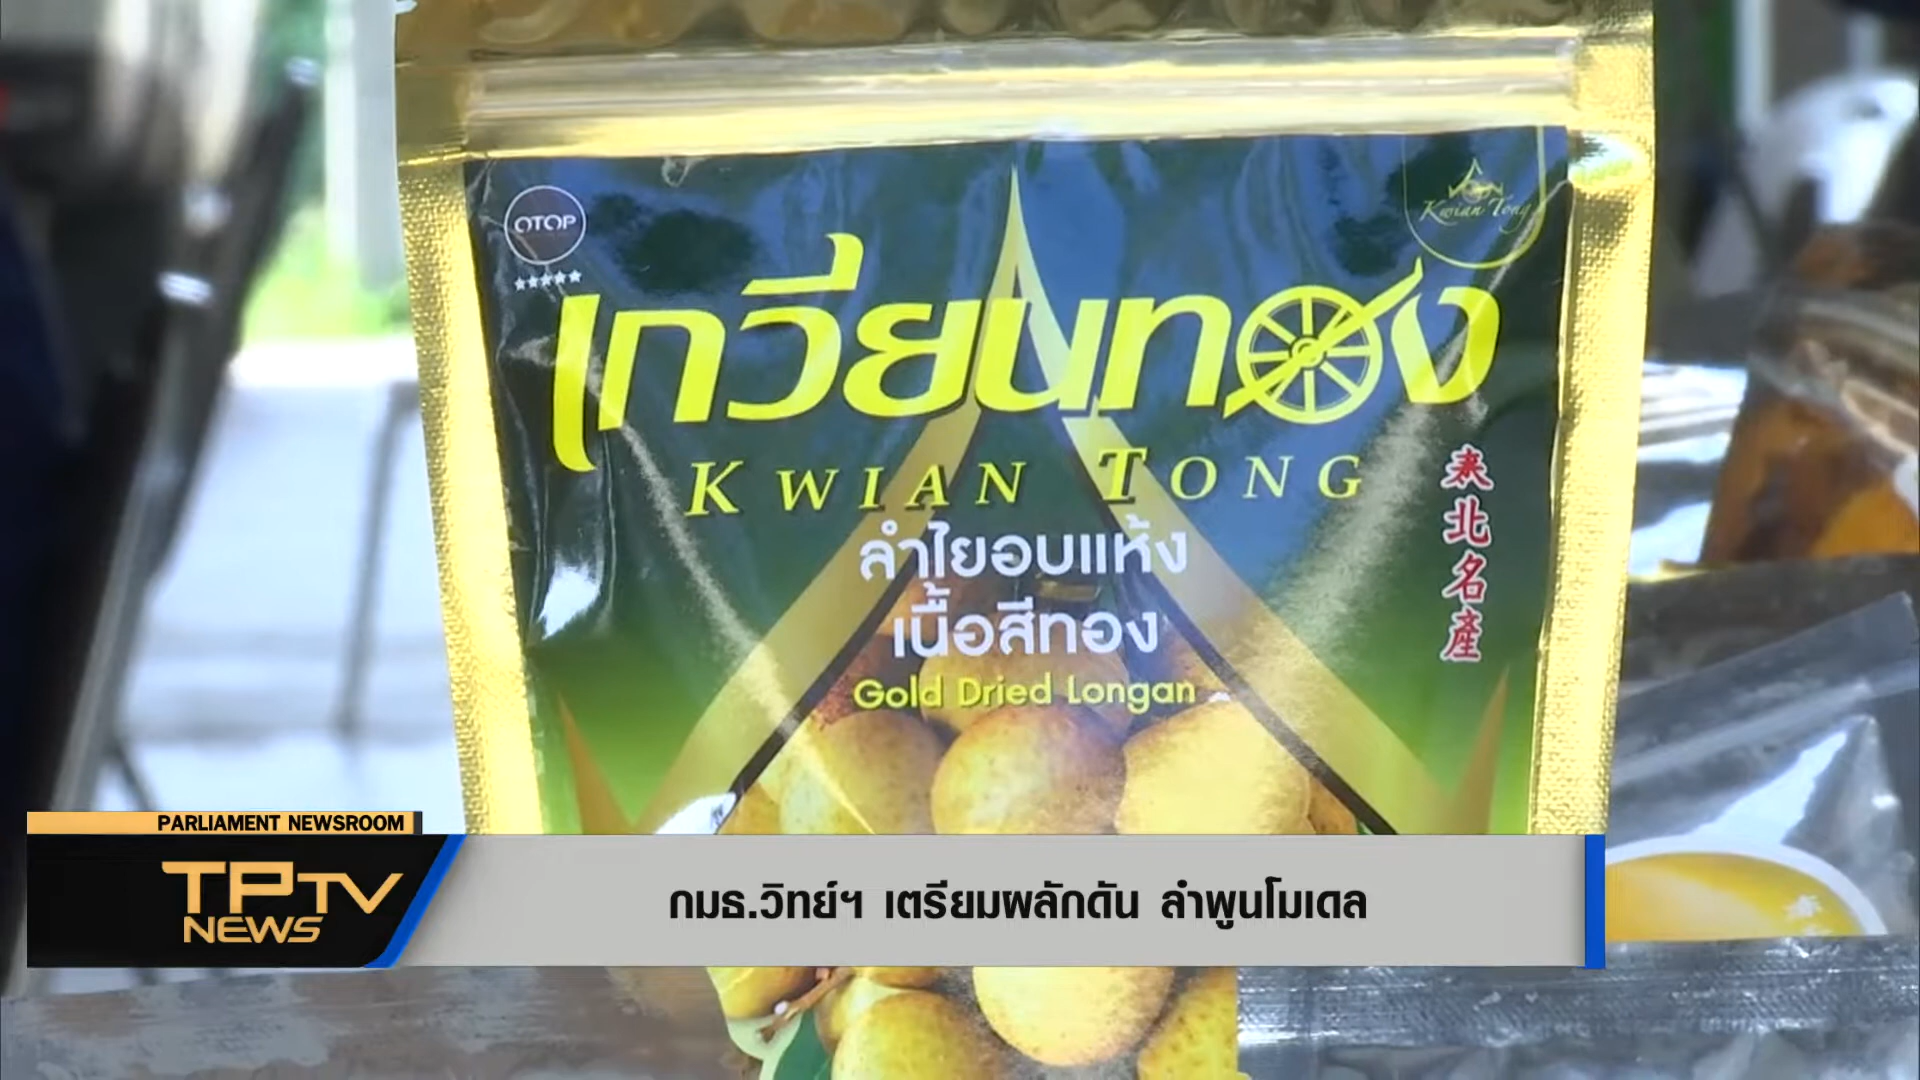 OTOP
Kwian Tong
เกวียนทอง
KWIAN TONG
ลำไยอบแห้ง
เนื้อสีทอง
Gold Dried Longan
泰北名產
PARLIAMENT NEWSROOM
TPTV
NEWS
กมธ.วิทย์ฯ เตรียมผลักดัน ลำพูนโมเดล